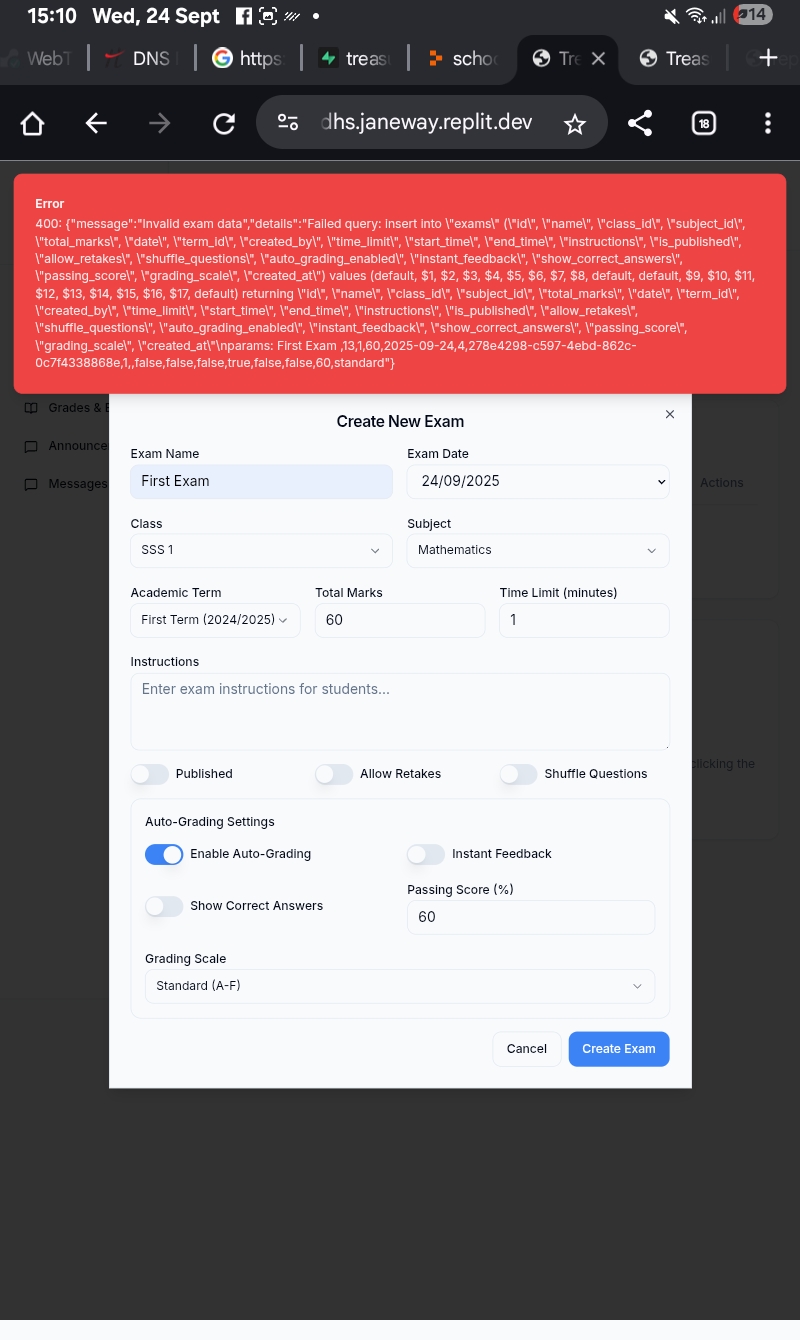 15:10 Wed, 24 Sept 14
WebT DNS https: treas scho Tre Treas
dhs.janeway.replit.dev 18
Error
400: {"message":"Invalid exam data","details":"Failed query: insert into \"exams\" (\"id\", \"name\", \"class_id\", \"subject_id\",
\"total_marks\", \"date\", \"term_id\", \"created_by\", \"time_limit\", \"start_time\", \"end_time\", \"instructions\", \"is_published\",
\"allow_retakes\", \"shuffle_questions\", \"auto_grading_enabled\", \"instant_feedback\", \"show_correct_answers\",
\"passing_score\", \"grading_scale\", \"created_at\") values (default, $1, $2, $3, $4, $5, $6, $7, $8, default, default, $9, $10, $11,
$12, $13, $14, $15, $16, $17, default) returning \"id\", \"name\", \"class_id\", \"subject_id\", \"total_marks\", \"date\", \"term_id\",
\"created_by\", \"time_limit\", \"start_time\", \"end_time\", \"instructions\", \"is_published\", \"allow_retakes\",
\"shuffle_questions\", \"auto_grading_enabled\", \"instant_feedback\", \"show_correct_answers\", \"passing_score\",
\"grading_scale\", \"created_at\"\nparams: First Exam ,13,1,60,2025-09-24,4,278e4298-c597-4ebd-862c-
0c7f4338868e,1,,false,false,false,true,false,false,60,standard"}
Grades & E
Announce
Messages
Actions
clicking the
Create New Exam
Exam Name Exam Date
First Exam 24/09/2025
Class Subject
SSS 1 Mathematics
Academic Term Total Marks Time Limit (minutes)
First Term (2024/2025) 60 1
Instructions
Enter exam instructions for students...
Published Allow Retakes Shuffle Questions
Auto-Grading Settings
Enable Auto-Grading Instant Feedback
Show Correct Answers Passing Score (%)
60
Grading Scale
Standard (A-F)
Cancel Create Exam